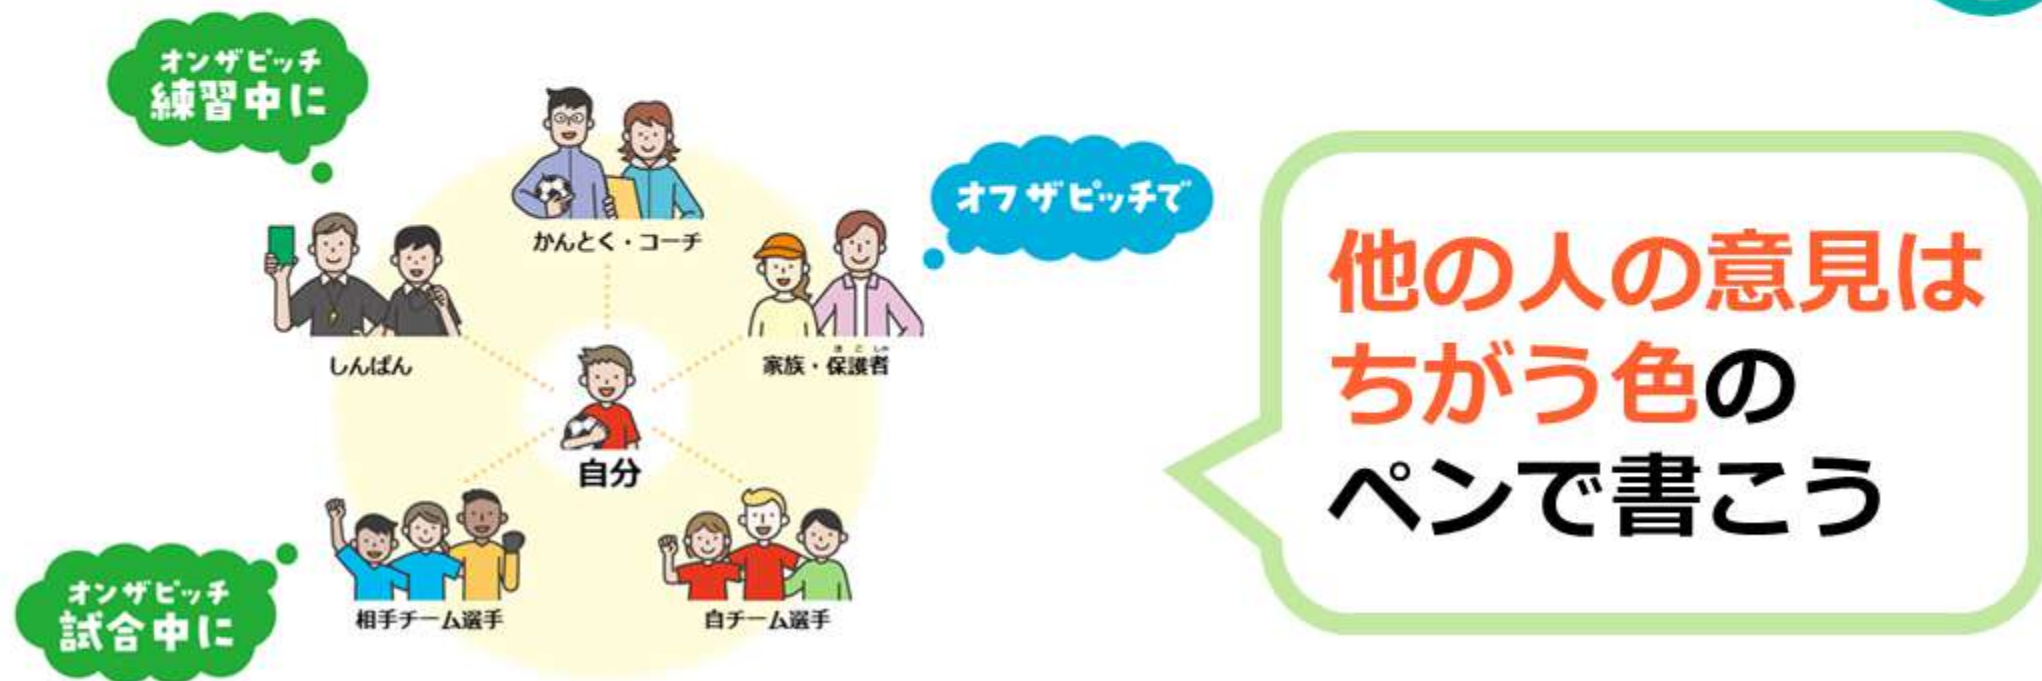 オンザピッチ
練習中に
かんとく・コーチ
オフザピッチで
しんぱん
家族・保護者
ほごしゃ
自分
相手チーム選手
自チーム選手
オンザピッチ
試合中に
他の人の意見は
ちがう色の
ペンで書こう